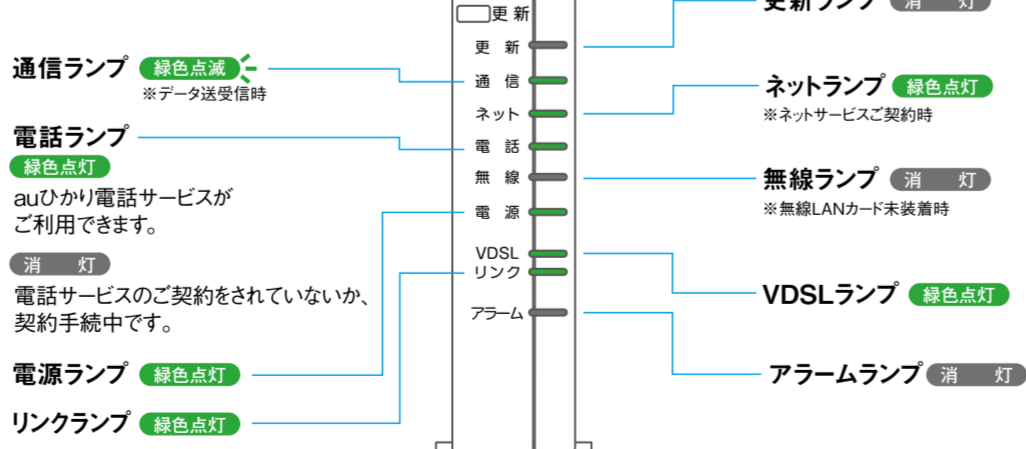 通信ランプ 緑色点滅
※データ送受信時
電話ランプ
緑色点灯
auひかり電話サービスが
ご利用できます。
消 灯
電話サービスのご契約をされていないか、
契約手続中です。
電源ランプ 緑色点灯
リンクランプ 緑色点灯
更新
更 新
通 信
ネット
電 話
無 線
電 源
VDSL
リンク
アラーム
更新ランプ 消 灯
ネットランプ 緑色点灯
※ネットサービスご契約時
無線ランプ 消 灯
※無線LANカード未装着時
VDSLランプ 緑色点灯
アラームランプ 消 灯